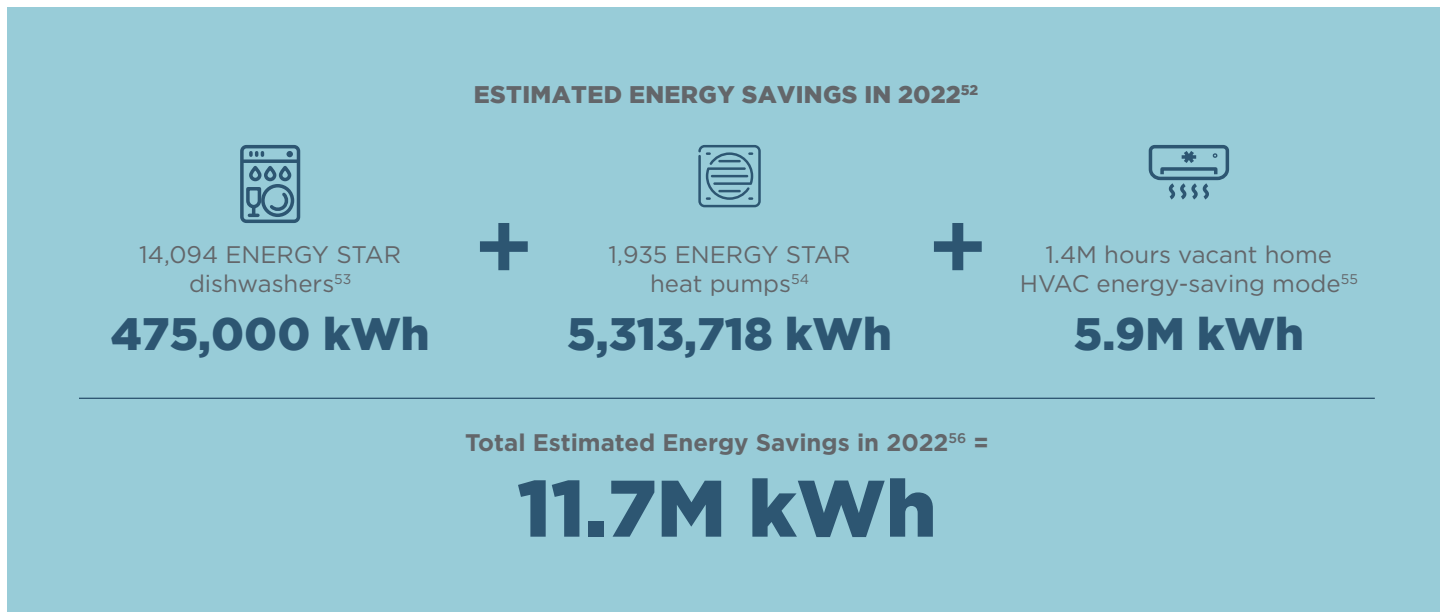 ESTIMATED ENERGY SAVINGS IN 2022⁵²
14,094 ENERGY STAR
dishwashers⁵³
475,000 kWh
+
1,935 ENERGY STAR
heat pumps⁵⁴
5,313,718 kWh
+
1.4M hours vacant home
HVAC energy-saving mode⁵⁵
5.9M kWh
Total Estimated Energy Savings in 2022⁵⁶ =
11.7M kWh